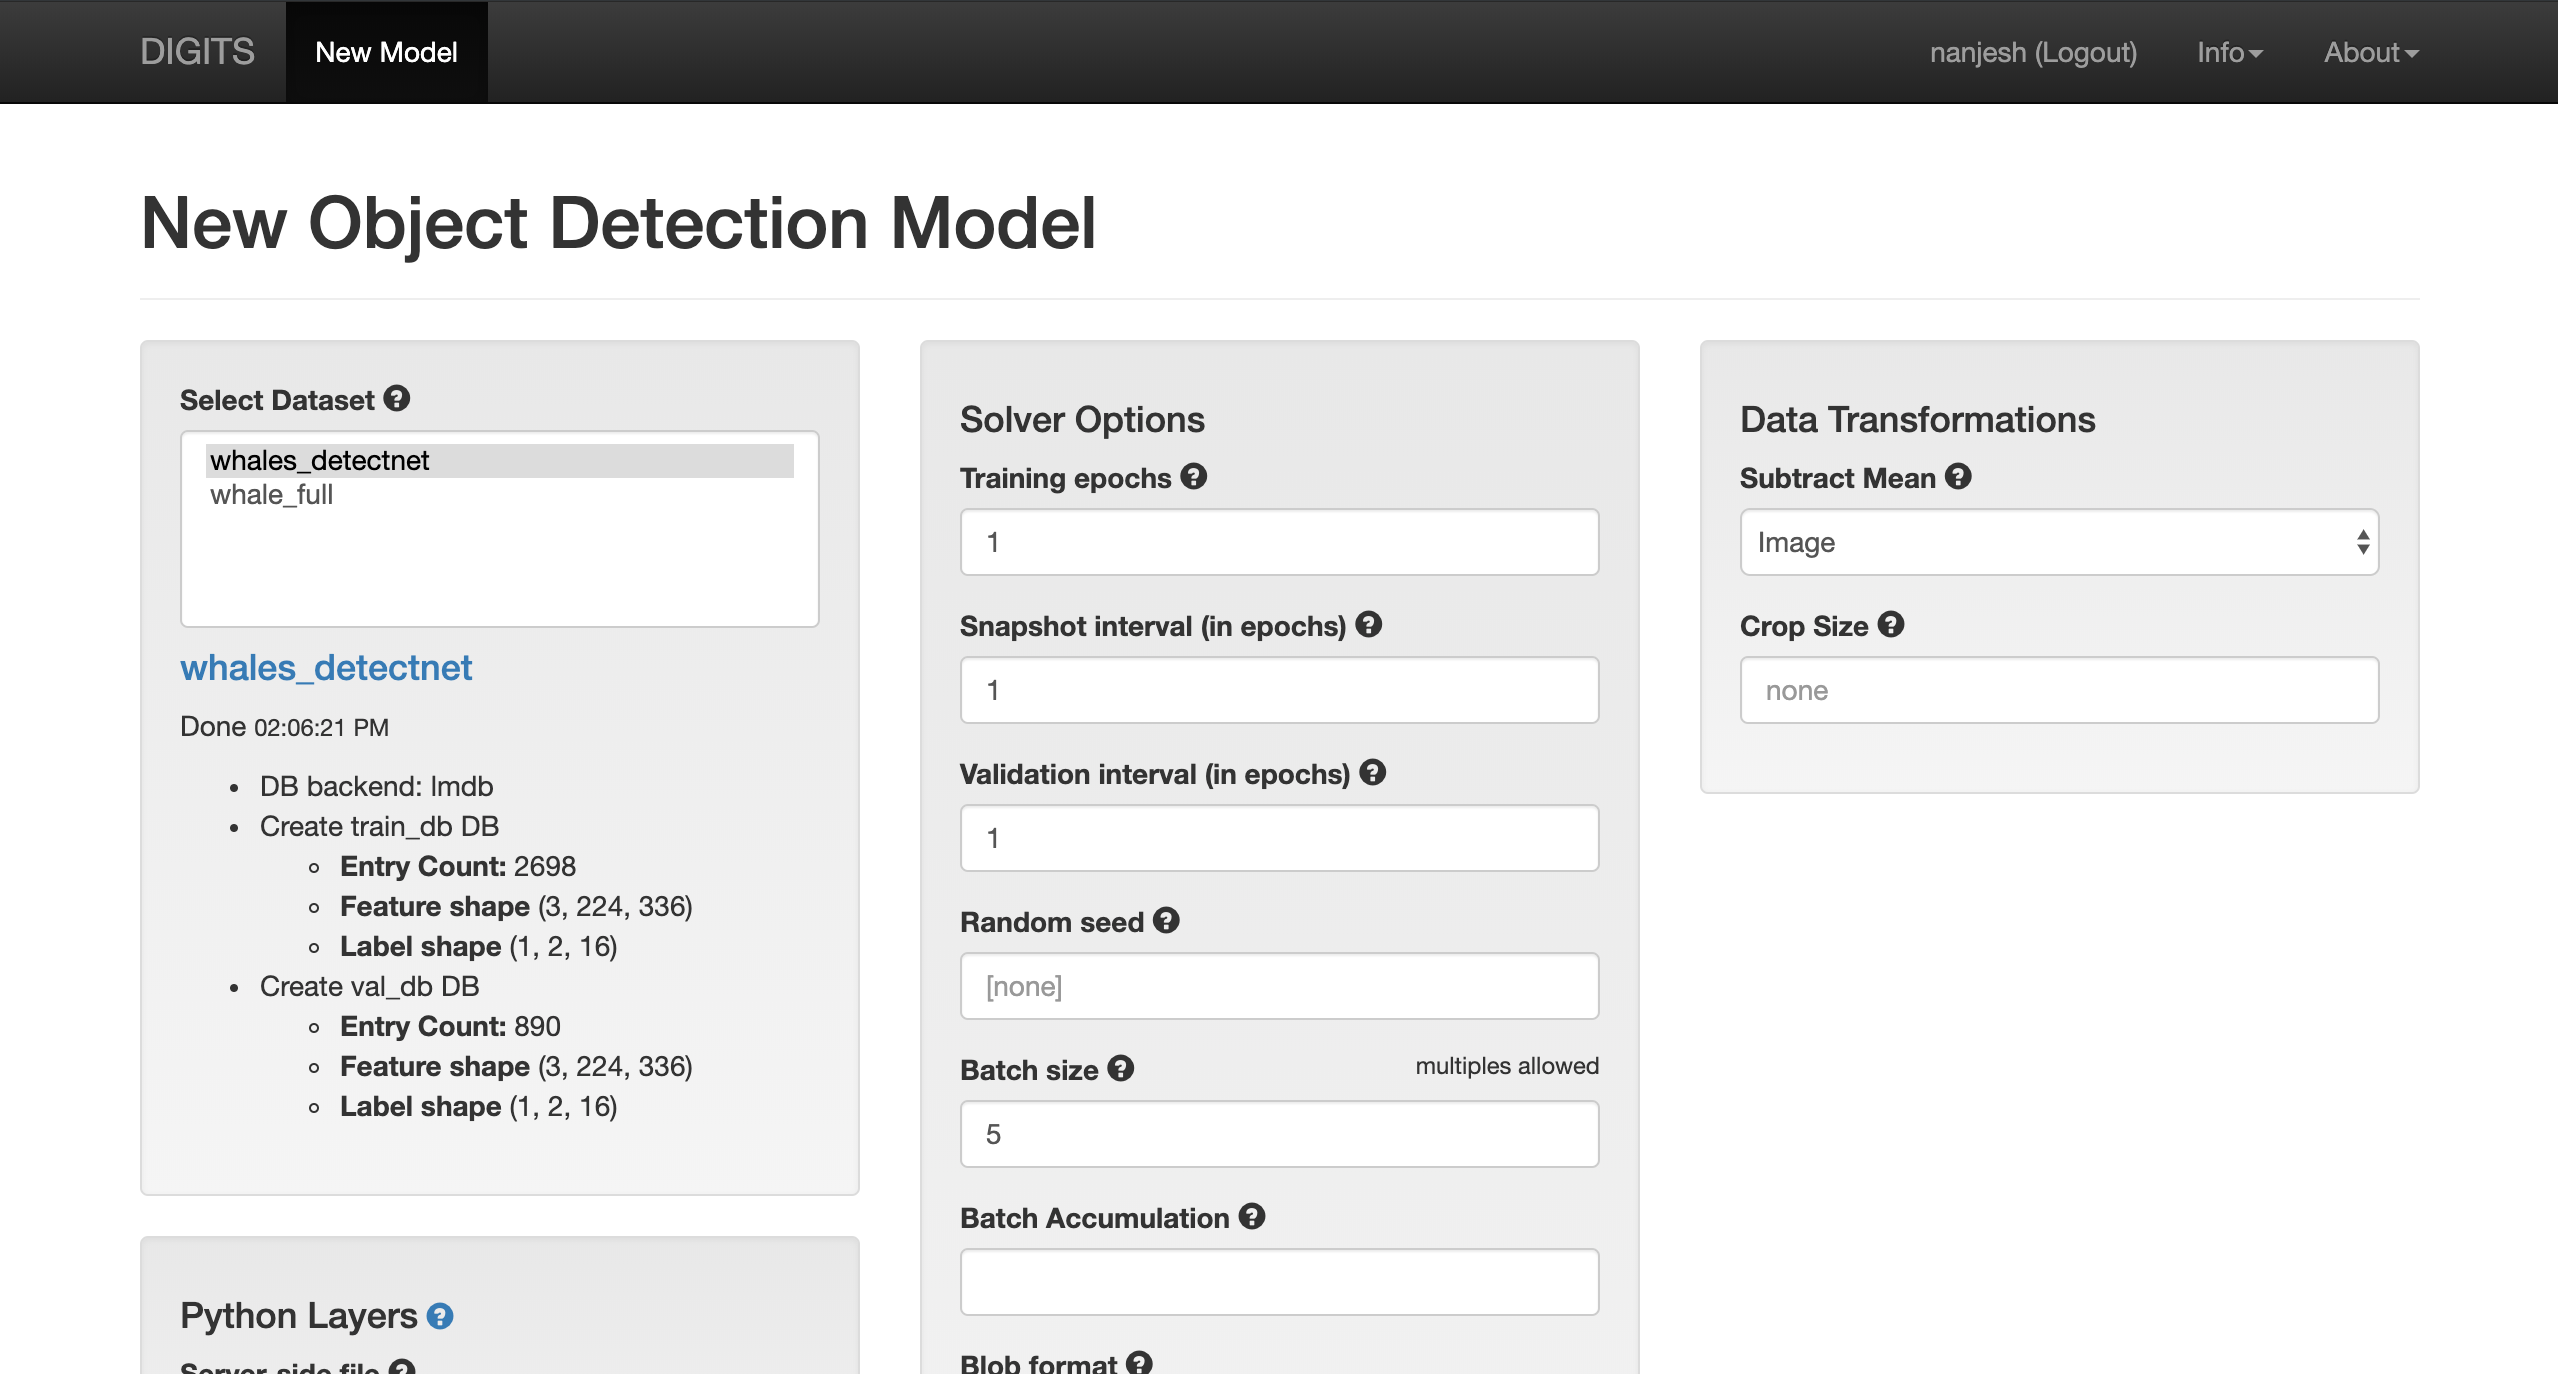 DIGITS New Model nanjesh (Logout) Info About
New Object Detection Model
Select Dataset
whales_detectnet
whale_full
whales_detectnet
Done 02:06:21 PM
DB backend: lmdb
Create train_db DB
Entry Count: 2698
Feature shape (3, 224, 336)
Label shape (1, 2, 16)
Create val_db DB
Entry Count: 890
Feature shape (3, 224, 336)
Label shape (1, 2, 16)
Python Layers
Server-side file
Solver Options
Training epochs
1
Snapshot interval (in epochs)
1
Validation interval (in epochs)
1
Random seed
[none]
Batch size multiples allowed
5
Batch Accumulation
Blob format
Data Transformations
Subtract Mean
Image
Crop Size
none